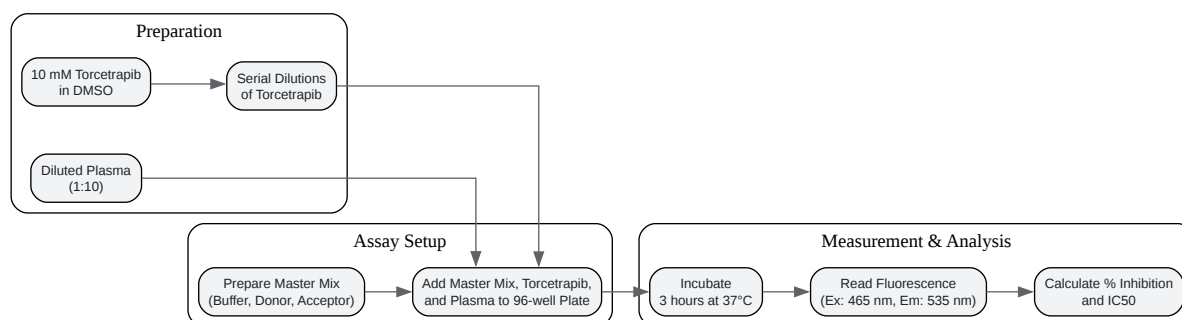 Preparation
10 mM Torcetrapib
in DMSO
Serial Dilutions
of Torcetrapib
Diluted Plasma
(1:10)
Assay Setup
Prepare Master Mix
(Buffer, Donor, Acceptor)
Add Master Mix, Torcetrapib,
and Plasma to 96-well Plate
Measurement & Analysis
Incubate
3 hours at 37°C
Read Fluorescence
(Ex: 465 nm, Em: 535 nm)
Calculate % Inhibition
and IC50